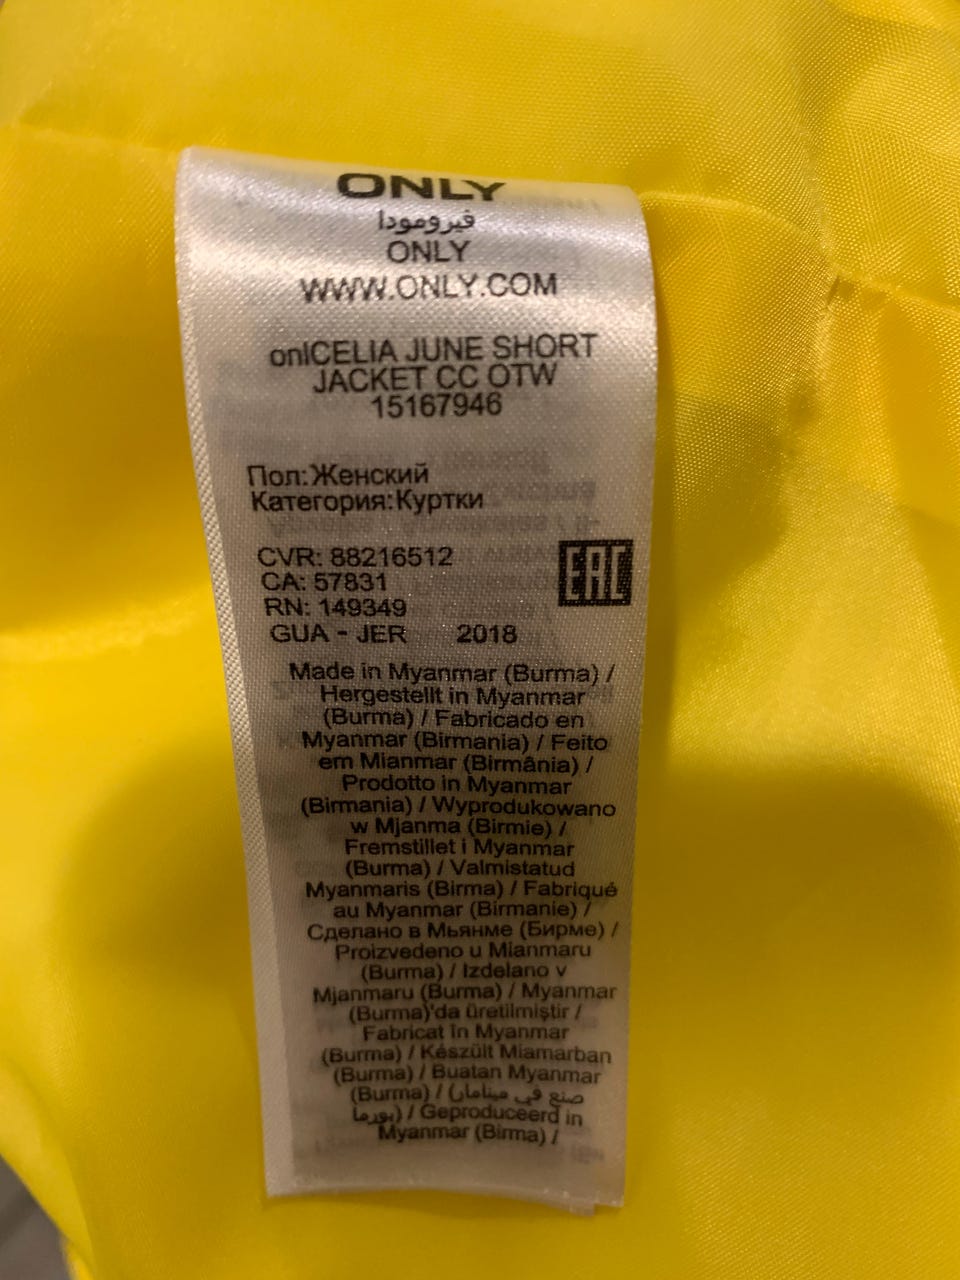 ONLY
فيرومودا
ONLY
WWW.ONLY.COM
onlCELIA JUNE SHORT
JACKET CC OTW
15167946
Пол:Женский
Категория:Куртки
CVR: 88216512
CA: 57831
RN: 149349
EAC
GUA - JER 2018
Made in Myanmar (Burma) /
Hergestellt in Myanmar
(Burma) / Fabricado en
Myanmar (Birmania) / Feito
em Mianmar (Birmânia) /
Prodotto in Myanmar
(Birmania) / Wyprodukowano
w Mjanma (Birmie) /
Fremstillet i Myanmar
(Burma) / Valmistatud
Myanmaris (Birma) / Fabriqué
au Myanmar (Birmanie) /
Сделано в Мьянме (Бирме) /
Proizvedeno u Mianmaru
(Burma) / Izdelano v
Mjanmaru (Burma) / Myanmar
(Burma)'da üretilmiştir /
Fabricat în Myanmar
(Burma) / Készült Miamarban
(Burma) / Buatan Myanmar
(Burma) / صنع في مينامار)
بورما) / Geproduceerd in
Myanmar (Birma) /